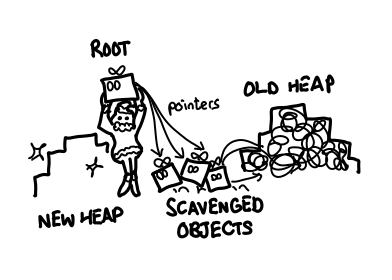 ROOT
pointers
OLD HEAP
NEW HEAP
SCAVENGED
OBJECTS